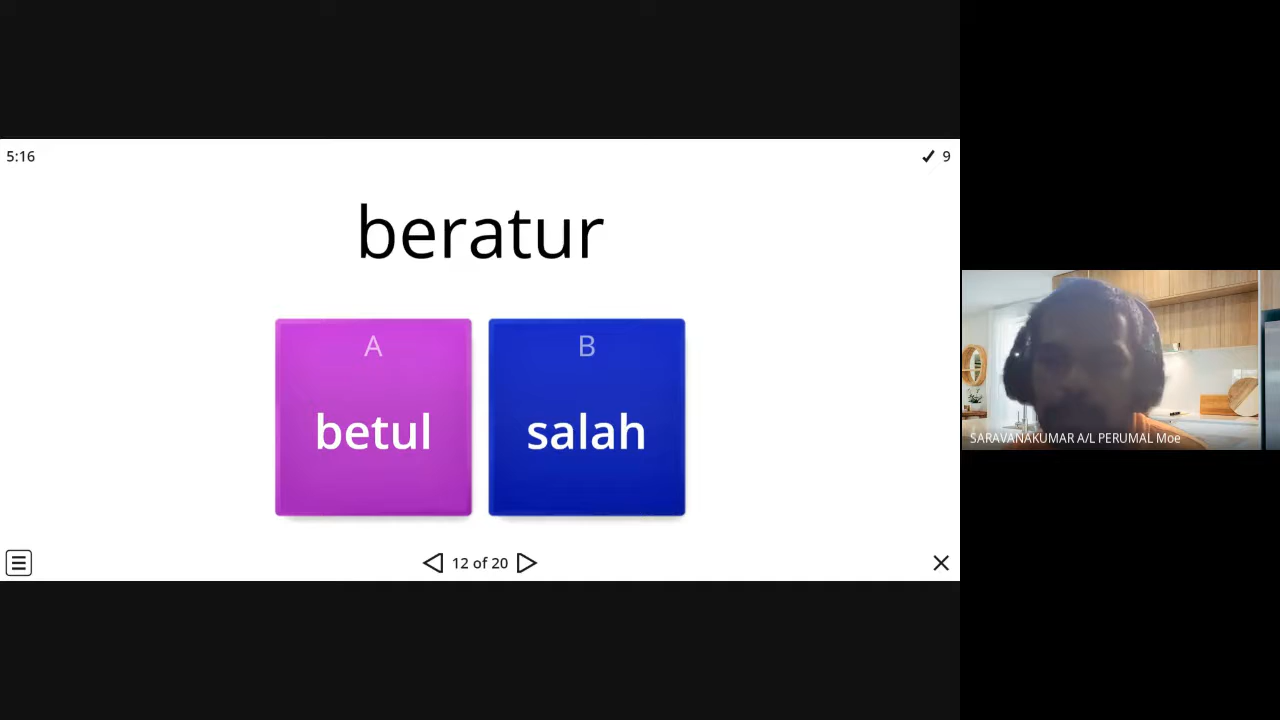 5:16
✓ 9
beratur
A
betul
B
salah
12 of 20
SARAVANAKUMAR A/L PERUMAL Moe